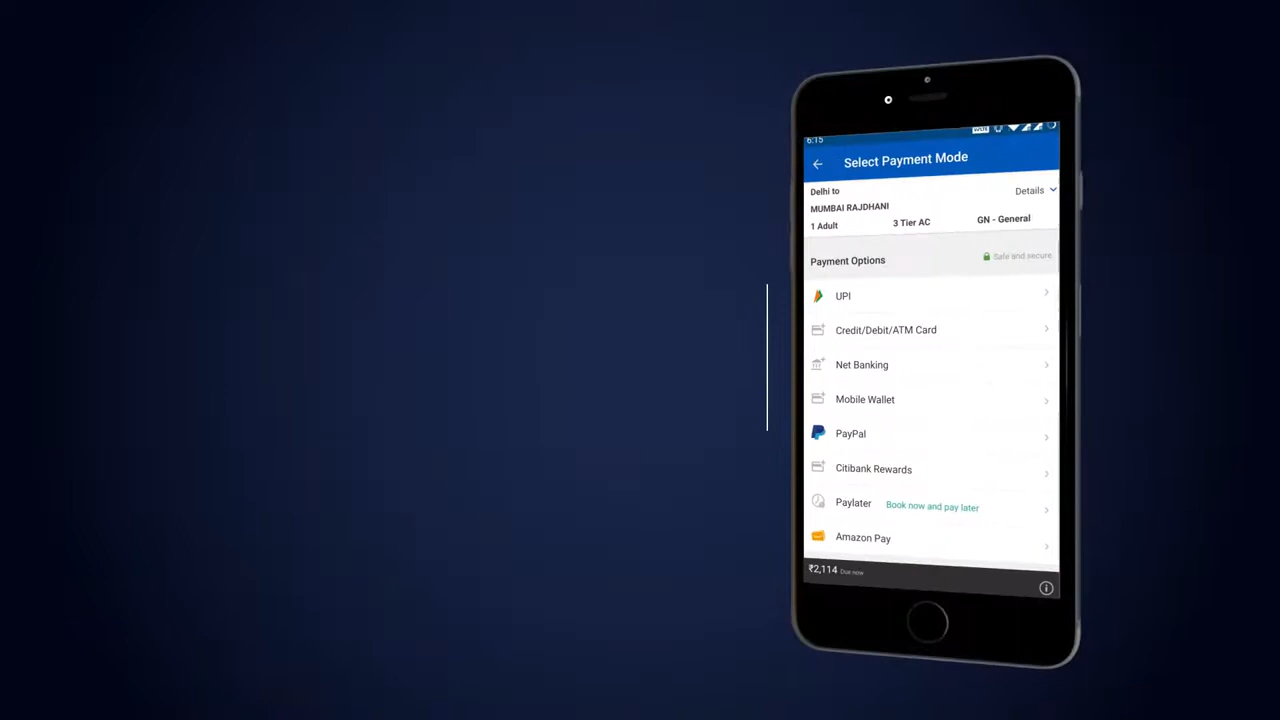 6:15
VoLTE
Select Payment Mode
Delhi to
Details
MUMBAI RAJDHANI
1 Adult 3 Tier AC GN - General
Payment Options Safe and secure
UPI
Credit/Debit/ATM Card
Net Banking
Mobile Wallet
PayPal
Citibank Rewards
Paylater Book now and pay later
Amazon Pay
₹2,114 Due now